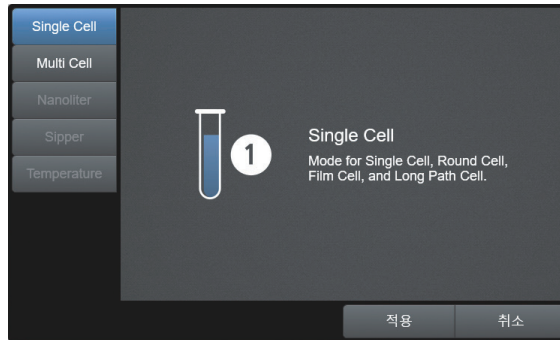 Single Cell
Multi Cell
Nanoliter
Sipper
Temperature
1
Single Cell
Mode for Single Cell, Round Cell,
Film Cell, and Long Path Cell.
적용
취소